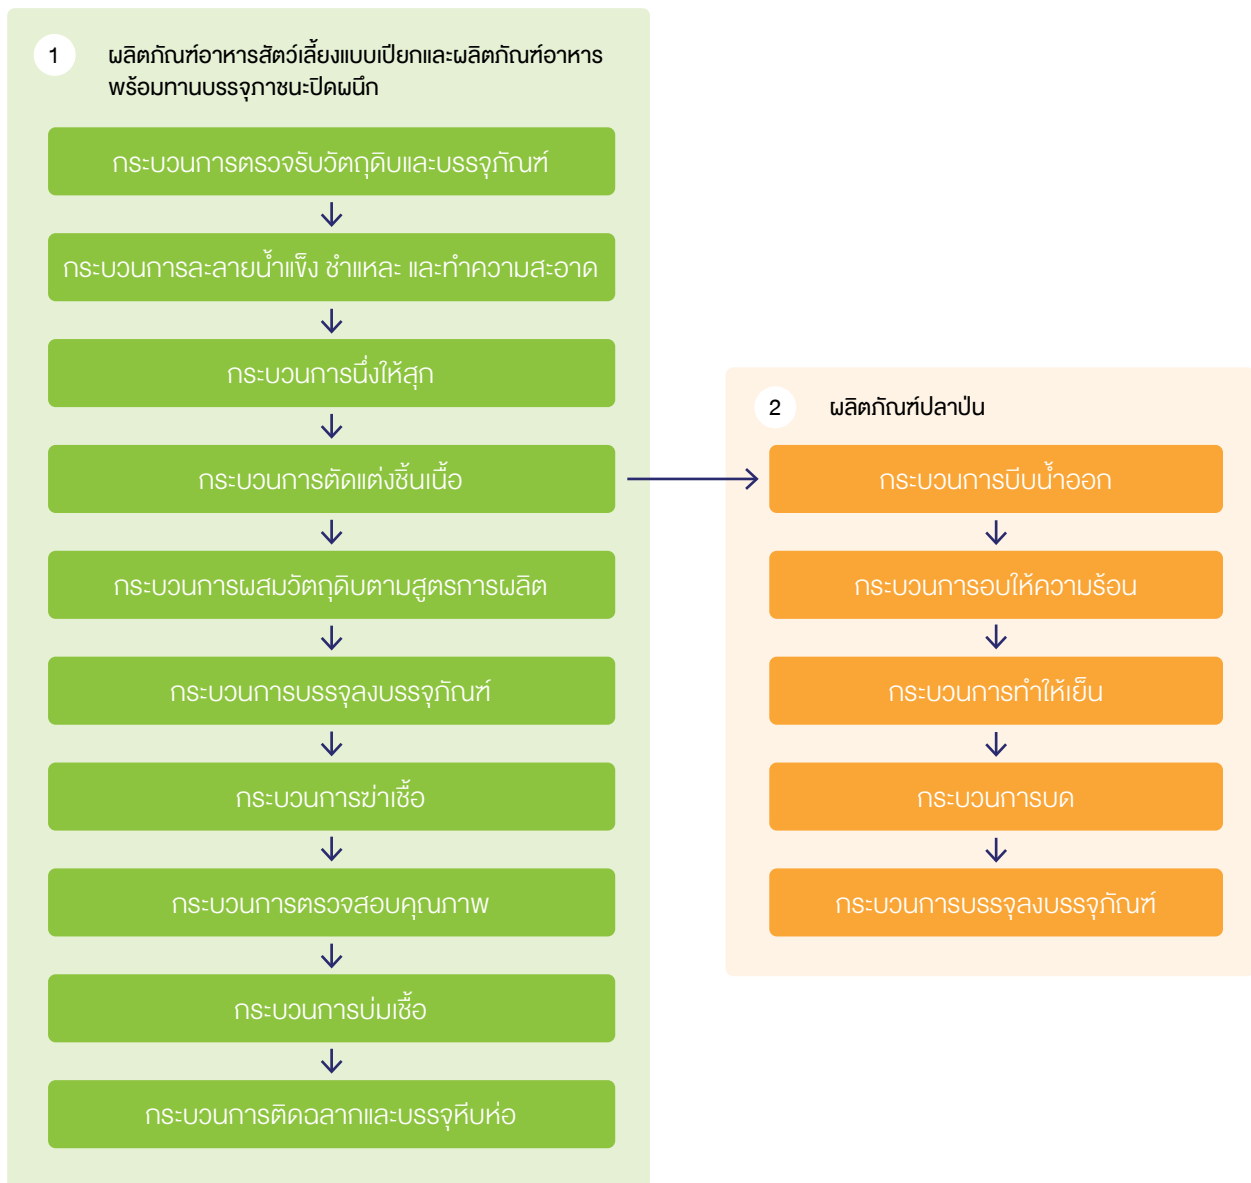 1
ผลิตภัณฑ์อาหารสัตว์เลี้ยงแบบเปียกและผลิตภัณฑ์อาหาร
พร้อมทานบรรจุภาชนะปิดผนึก
กระบวนการตรวจรับวัตถุดิบและบรรจุภัณฑ์
กระบวนการละลายน้ำแข็ง ชำแหละ และทำความสะอาด
กระบวนการนึ่งให้สุก
กระบวนการตัดแต่งชิ้นเนื้อ
กระบวนการผสมวัตถุดิบตามสูตรการผลิต
กระบวนการบรรจุลงบรรจุภัณฑ์
กระบวนการฆ่าเชื้อ
กระบวนการตรวจสอบคุณภาพ
กระบวนการบ่มเชื้อ
กระบวนการติดฉลากและบรรจุหีบห่อ
2
ผลิตภัณฑ์ปลาป่น
กระบวนการบีบน้ำออก
กระบวนการอบให้ความร้อน
กระบวนการทำให้เย็น
กระบวนการบด
กระบวนการบรรจุลงบรรจุภัณฑ์